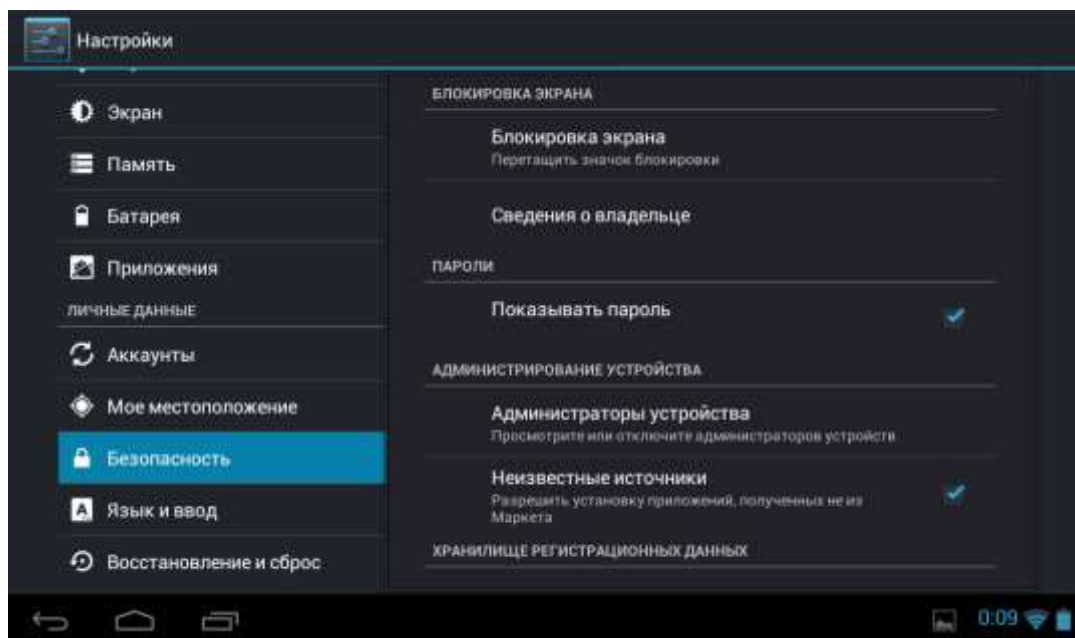 Настройки
Экран
Память
Батарея
Приложения
ЛИЧНЫЕ ДАННЫЕ
Аккаунты
Мое местоположение
Безопасность
Язык и ввод
Восстановление и сброс
БЛОКИРОВКА ЭКРАНА
Блокировка экрана
Перетащить значок блокировки
Сведения о владельце
ПАРОЛИ
Показывать пароль
АДМИНИСТРИРОВАНИЕ УСТРОЙСТВА
Администраторы устройства
Просмотрите или отключите администраторов устройств
Неизвестные источники
Разрешить установку приложений, полученных не из
Маркета
ХРАНИЛИЩЕ РЕГИСТРАЦИОННЫХ ДАННЫХ
0:09